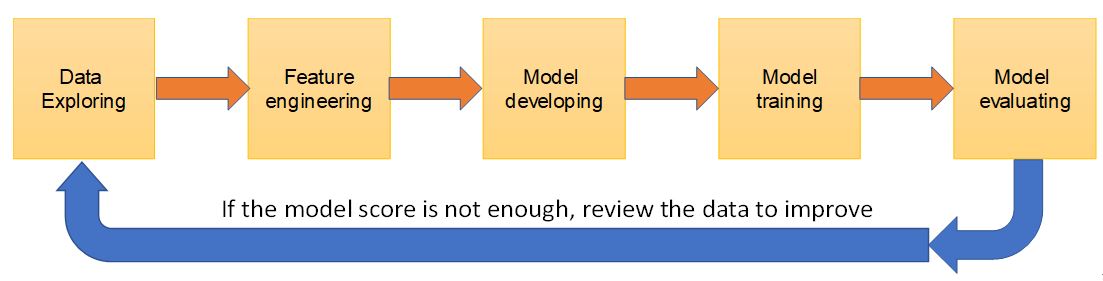 Data
Exploring
Feature
engineering
Model
developing
Model
training
Model
evaluating
If the model score is not enough, review the data to improve